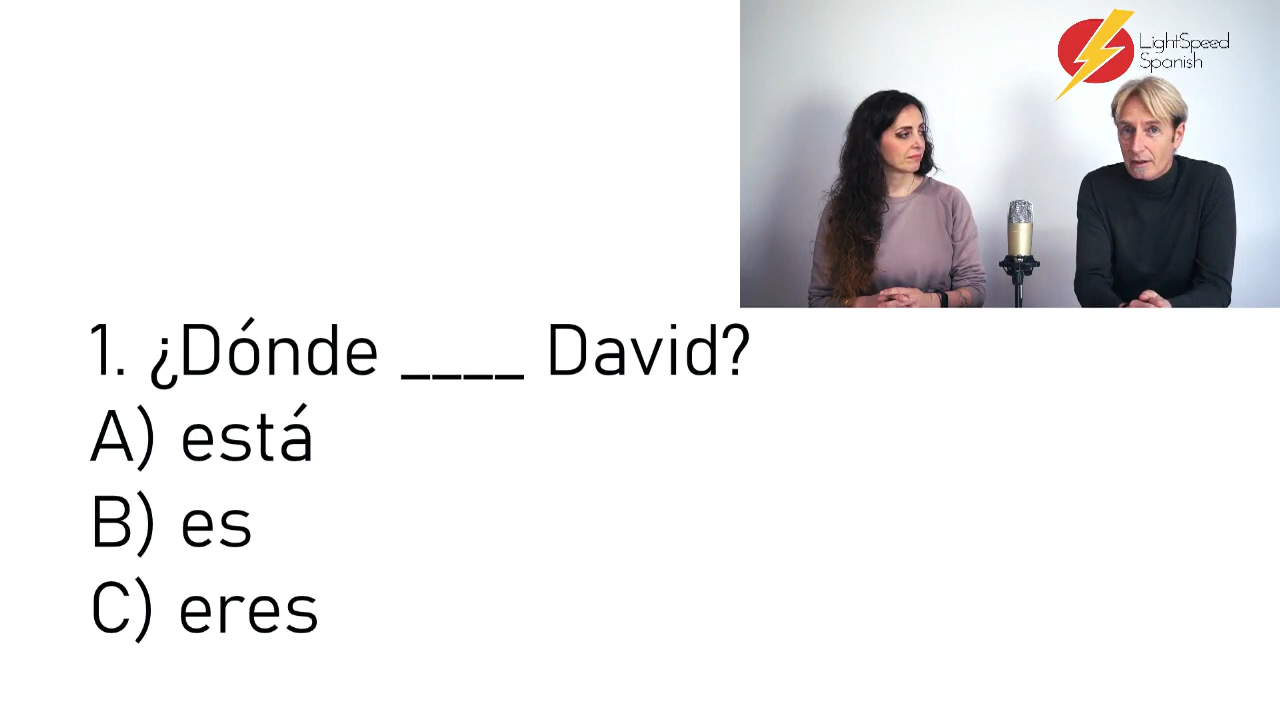 LightSpeed
Spanish
1. ¿Dónde ____ David?
A) está
B) es
C) eres